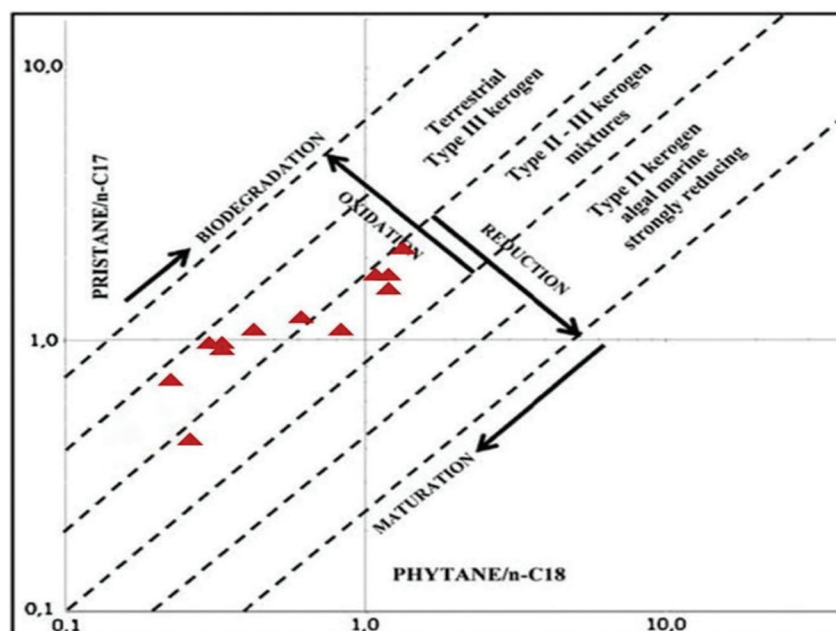 10,0
Terrestrial
Type III kerogen
Type II - III kerogen
mixtures
Type II kerogen
algal marine
strongly reducing
PRISTANE/n-C17
BIODEGRADATION
OXIDATION
REDUCTION
1,0
MATURATION
PHYTANE/n-C18
0,1
0,1
1,0
10,0